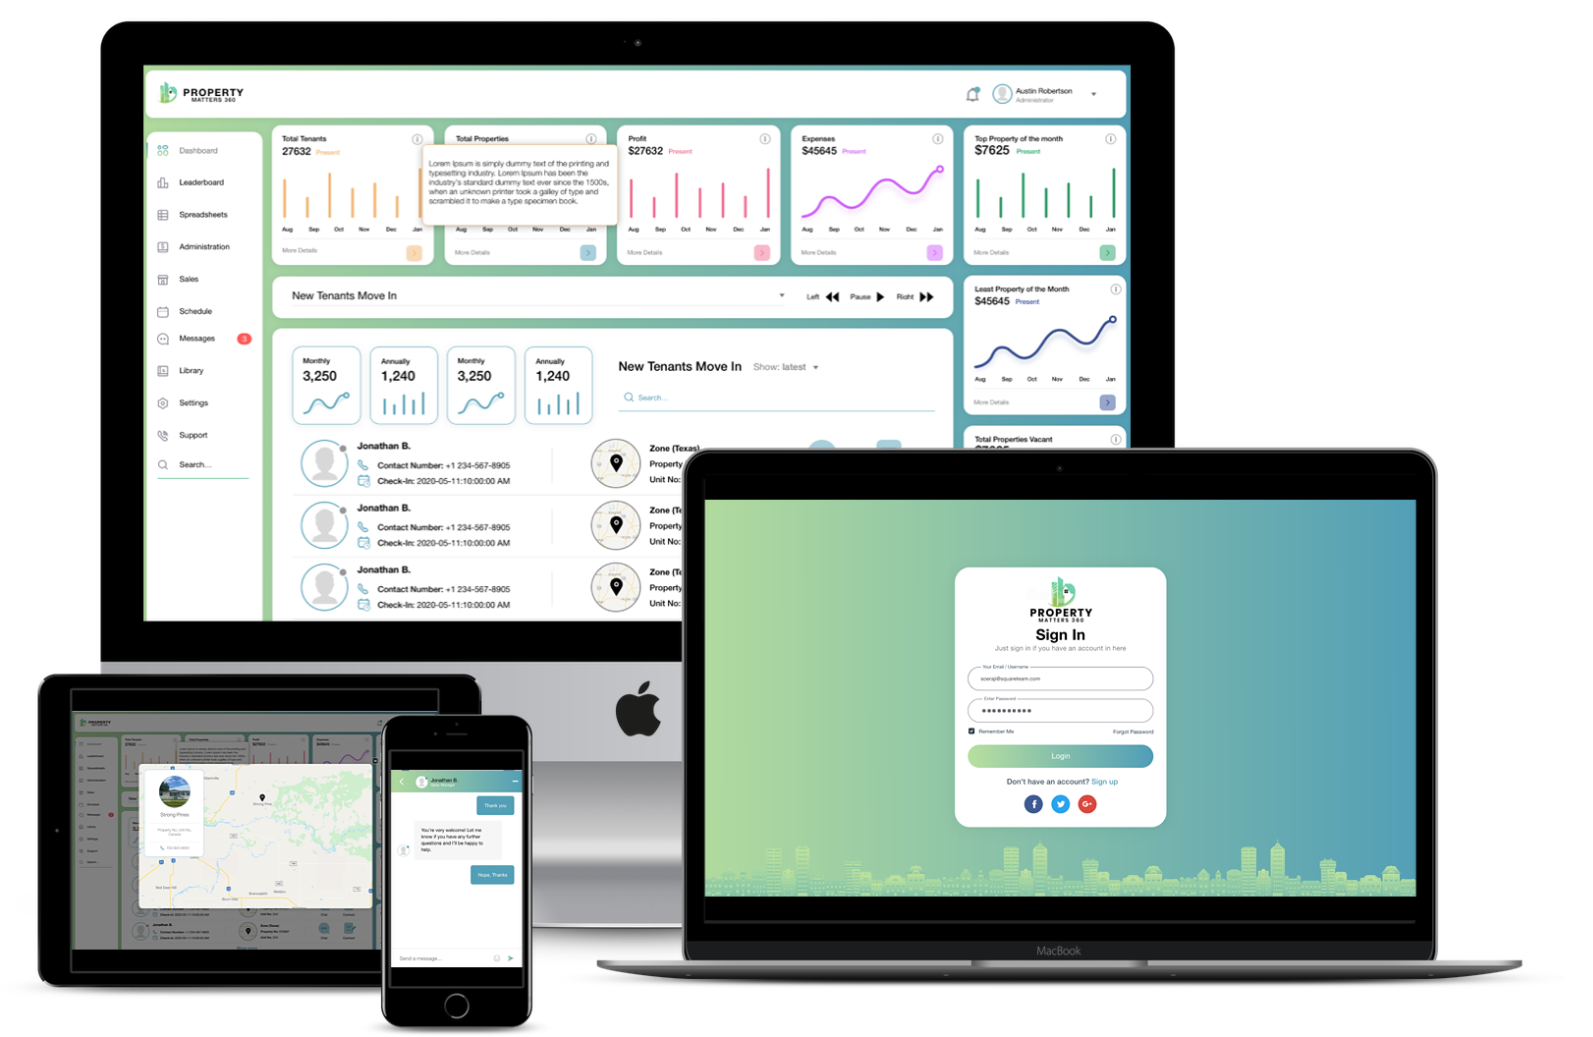 PROPERTY
MATTERS 360
Austin Robertson
Administrator
Dashboard
Leaderboard
Spreadsheets
Administration
Sales
Schedule
Messages 3
Library
Settings
Support
Search...
Total Tenants
27632 Present
Aug Sep Oct Nov Dec Jan
More Details
Total Properties
Lorem Ipsum is simply dummy text of the printing and
typesetting industry. Lorem Ipsum has been the
industry's standard dummy text ever since the 1500s,
when an unknown printer took a galley of type and
scrambled it to make a type specimen book.
Aug Sep Oct Nov Dec Jan
More Details
Profit
$27632 Present
Aug Sep Oct Nov Dec Jan
More Details
Expenses
$45645 Present
Aug Sep Oct Nov Dec Jan
More Details
Top Property of the month
$7625 Present
Aug Sep Oct Nov Dec Jan
More Details
New Tenants Move In
Left Pause Right
Least Property of the Month
$45645 Present
Aug Sep Oct Nov Dec Jan
More Details
Total Properties Vacant
Monthly
3,250
Annually
1,240
Monthly
3,250
Annually
1,240
New Tenants Move In Show: latest
Search...
Jonathan B.
Contact Number: +1 234-567-8905
Check-In: 2020-05-11:10:00:00 AM
Zone (Texas)
Property
Unit No:
Jonathan B.
Contact Number: +1 234-567-8905
Check-In: 2020-05-11:10:00:00 AM
Zone (Te
Property
Unit No:
Jonathan B.
Contact Number: +1 234-567-8905
Check-In: 2020-05-11:10:00:00 AM
Zone (Te
Property
Unit No:
PROPERTY
MATTERS 360
Sign In
Just sign in if you have an account in here
Your Email / Username
Enter Password
Remember Me
Forgot Password
Login
Don't have an account? Sign up
MacBook
PROPERTY
Strong Pines
Strong Pines
Jonathan B.
Thank you
You're very welcome! Let me
know if you have any further
questions and I'll be happy to
help.
Nope, Thanks
Send a message...